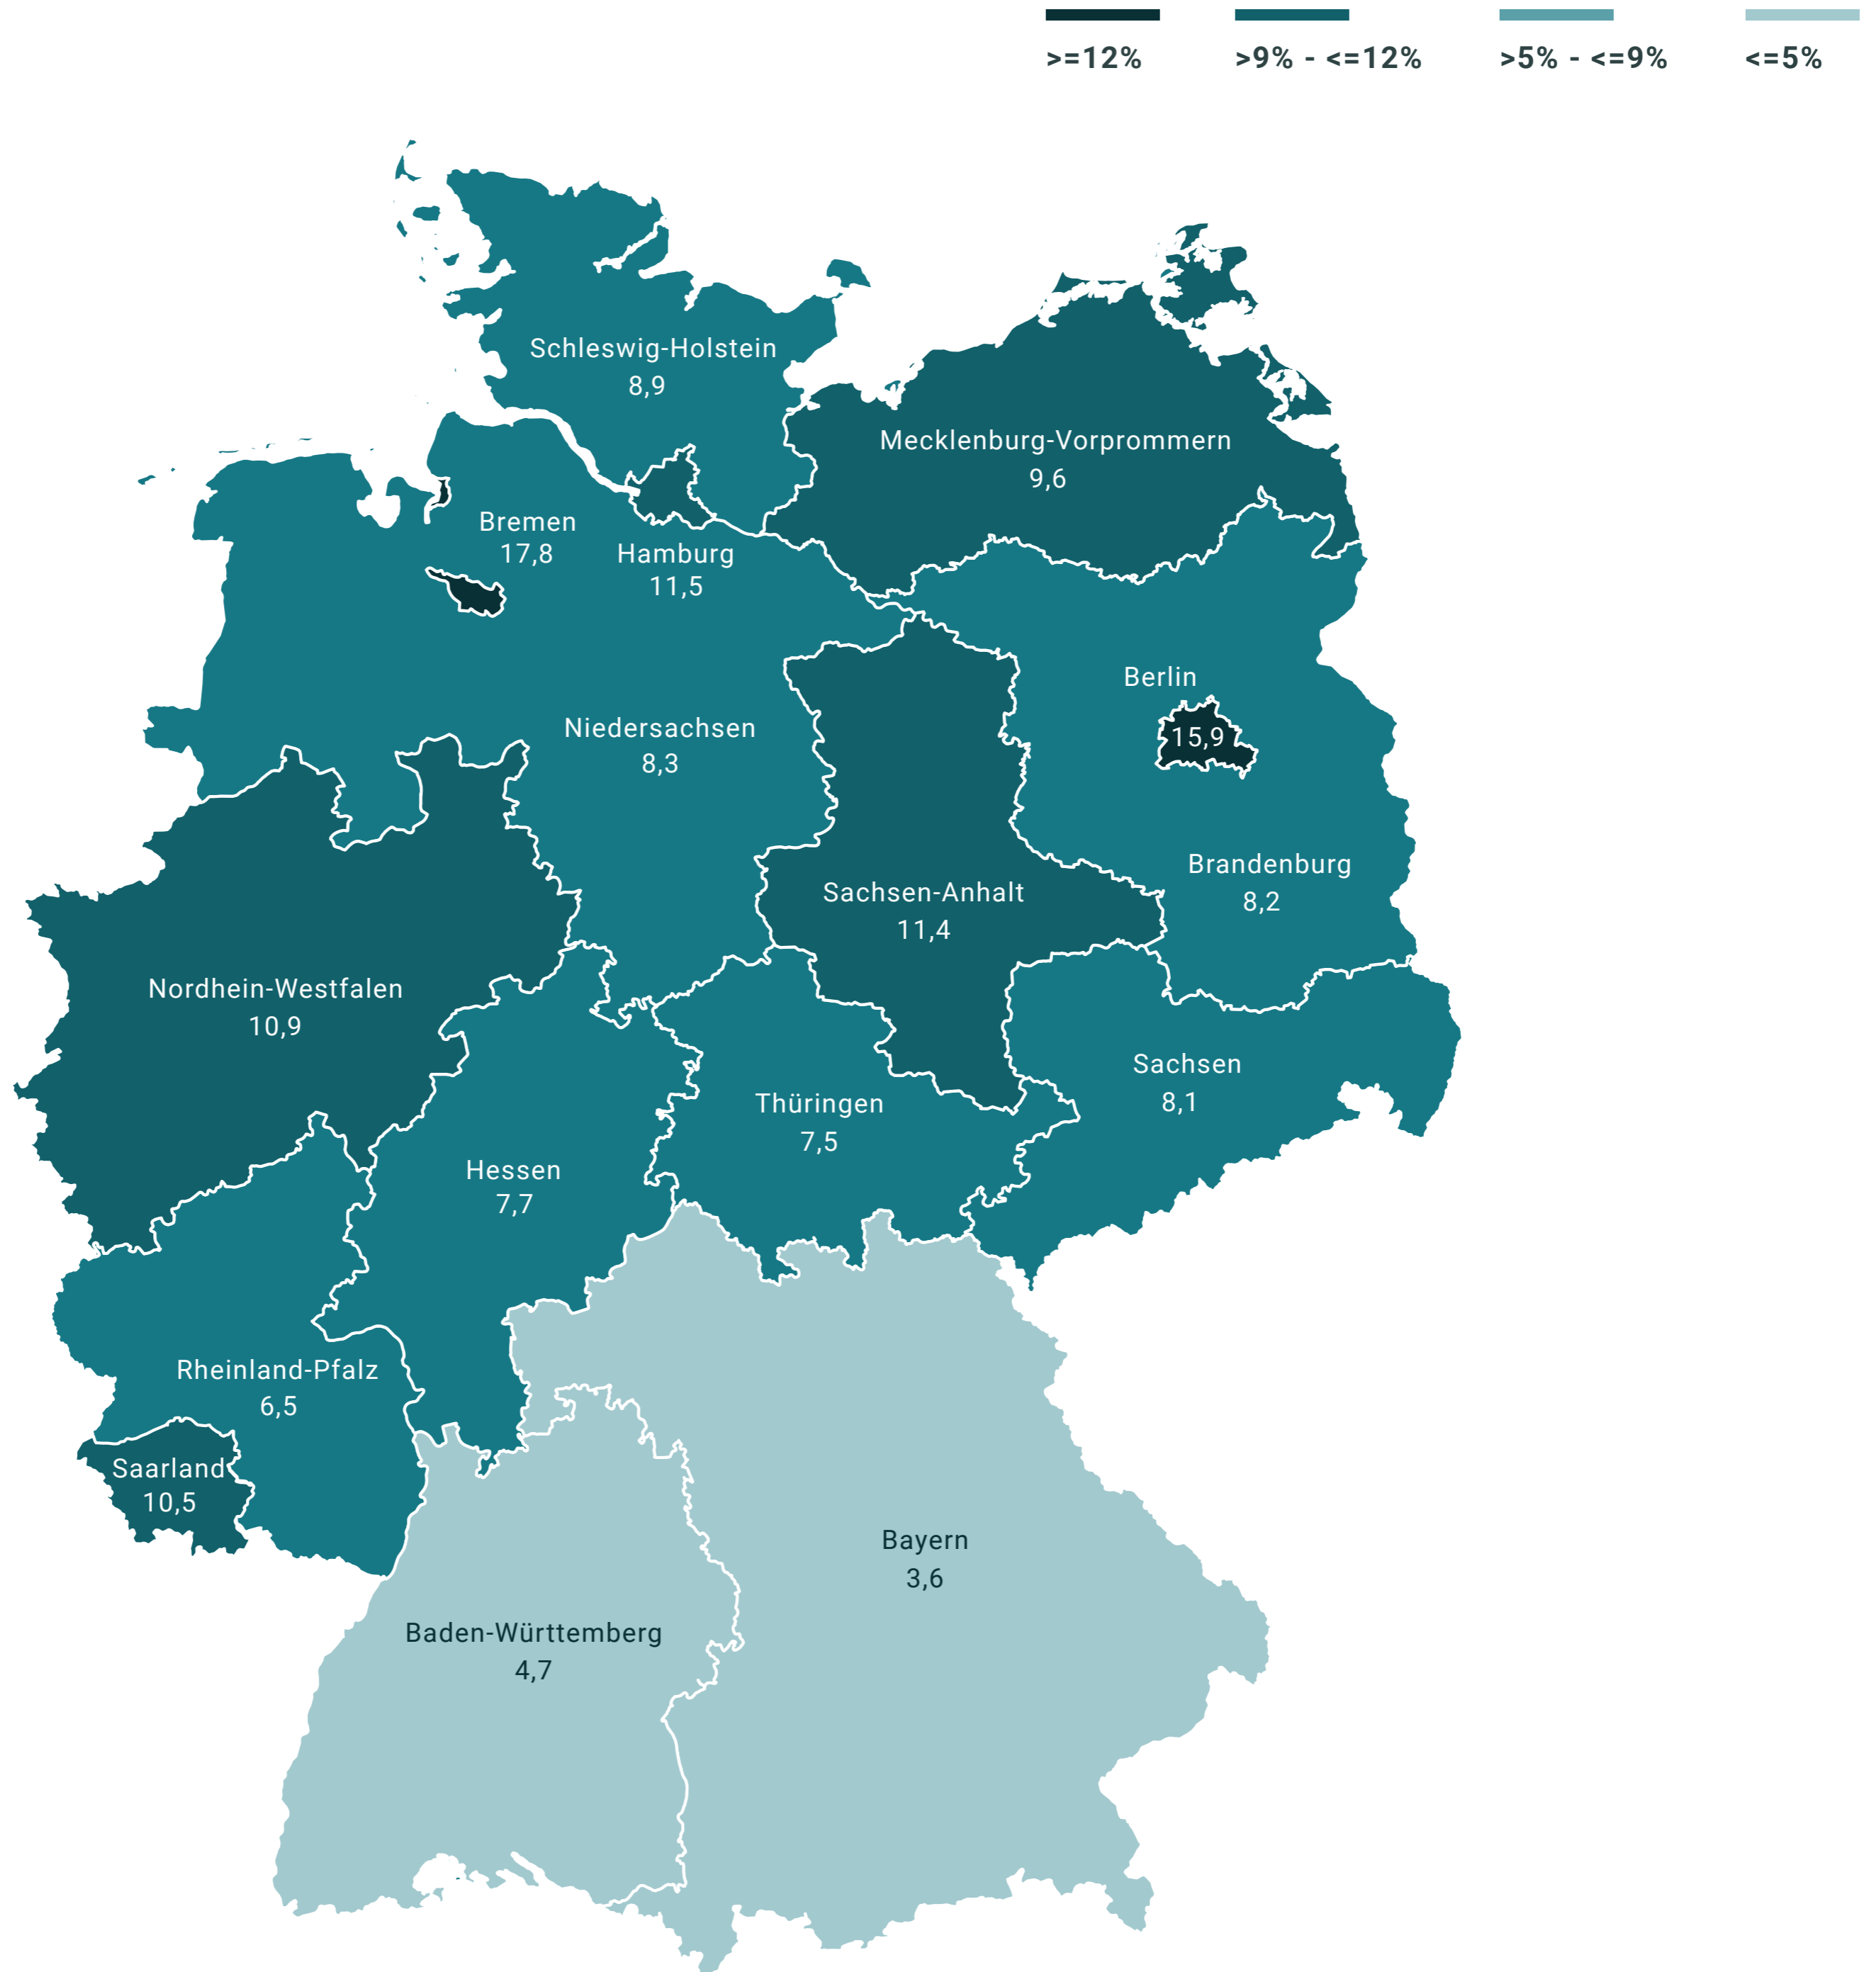 >=12% >9% - <=12% >5% - <=9% <=5%
Schleswig-Holstein
8,9
Mecklenburg-Vorprommern
9,6
Bremen
17,8
Hamburg
11,5
Berlin
15,9
Niedersachsen
8,3
Brandenburg
8,2
Sachsen-Anhalt
11,4
Nordhein-Westfalen
10,9
Sachsen
8,1
Thüringen
7,5
Hessen
7,7
Rheinland-Pfalz
6,5
Saarland
10,5
Bayern
3,6
Baden-Württemberg
4,7